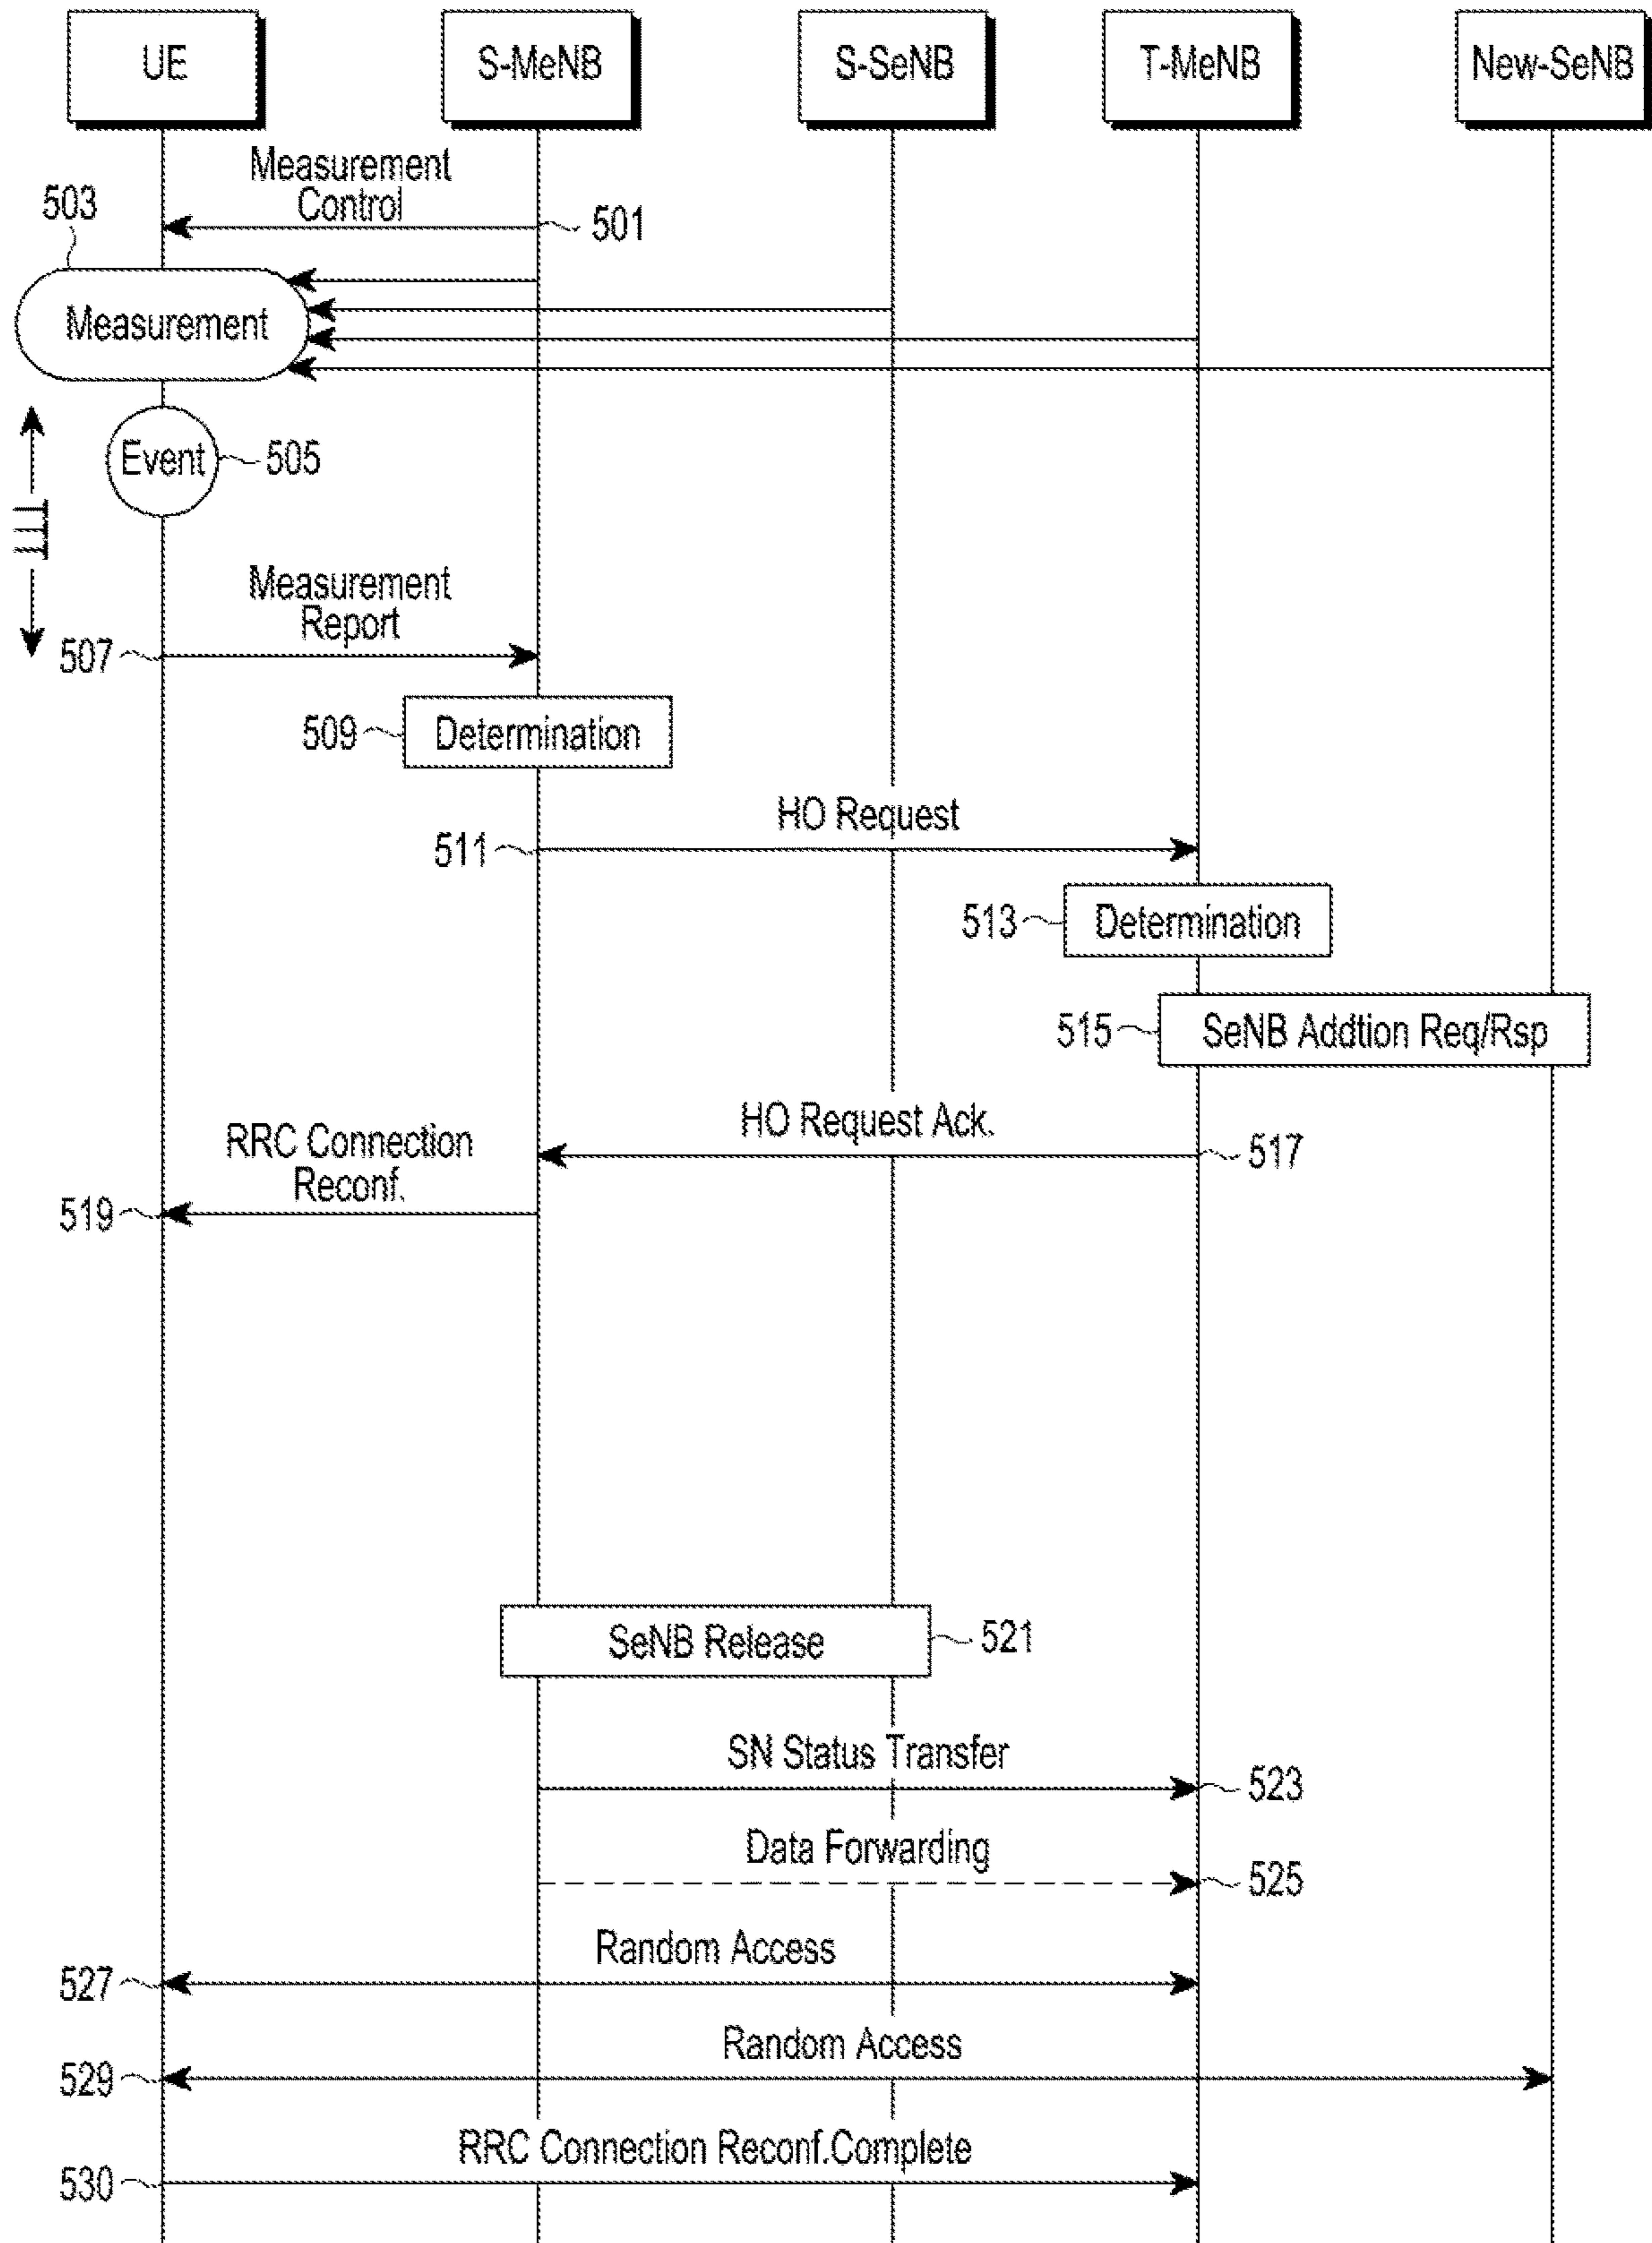 UE
S-MeNB
S-SeNB
T-MeNB
New-SeNB
Measurement
Control
501
503
Measurement
Event
505
TTT
Measurement
Report
507
Determination
509
HO Request
511
Determination
513
SeNB Addtion Req/Rsp
515
HO Request Ack.
517
RRC Connection
Reconf.
519
SeNB Release
521
SN Status Transfer
523
Data Forwarding
525
Random Access
527
Random Access
529
RRC Connection Reconf.Complete
530